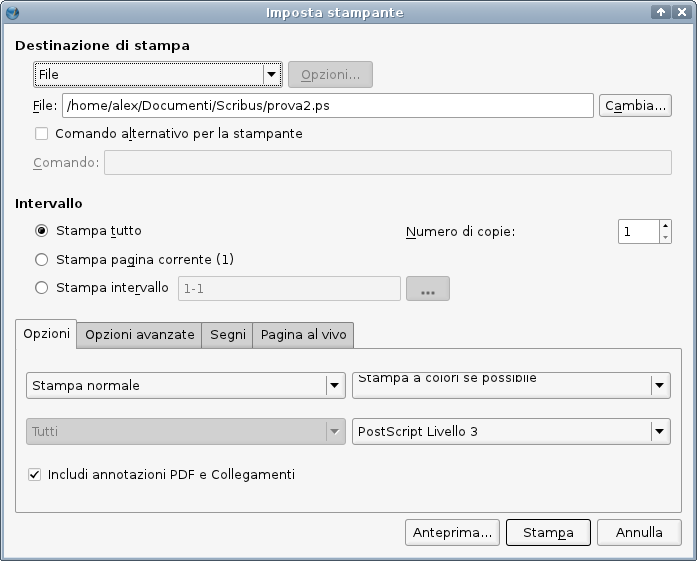 Imposta stampante
Destinazione di stampa
File
Opzioni...
File: /home/alex/Documenti/Scribus/prova2.ps Cambia...
Comando alternativo per la stampante
Comando:
Intervallo
Stampa tutto
Numero di copie: 1
Stampa pagina corrente (1)
Stampa intervallo 1-1 ...
Opzioni Opzioni avanzate Segni Pagina al vivo
Stampa normale Stampa a colori se possibile
Tutti PostScript Livello 3
Includi annotazioni PDF e Collegamenti
Anteprima... Stampa Annulla